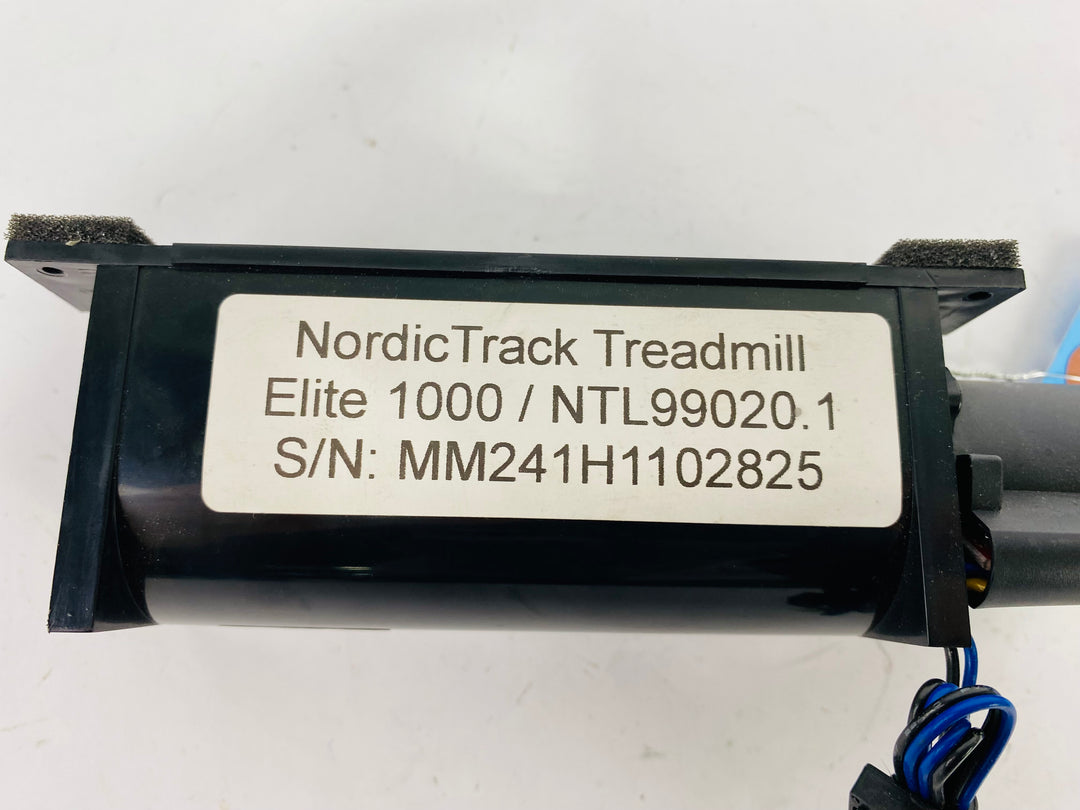 NordicTrack Treadmill
Elite 1000 / NTL99020.1
S/N: MM241H1102825